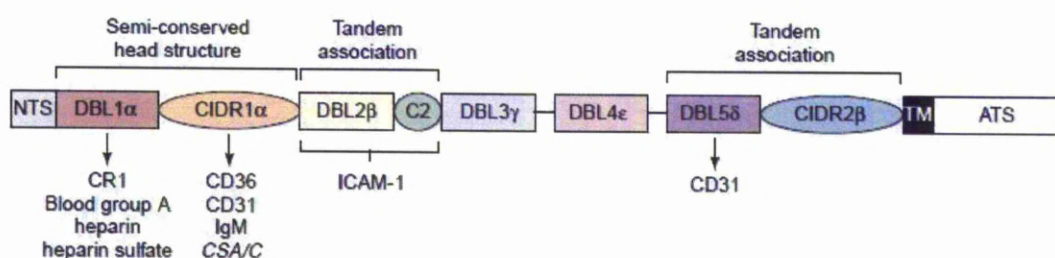 Semi-conserved
head structure
Tandem
association
Tandem
association
NTS DBL1α CIDR1α DBL2β C2 DBL3γ DBL4ε DBL5δ CIDR2β TM ATS
CR1
Blood group A
heparin
heparin sulfate
CD36
CD31
IgM
CSA/C
ICAM-1
CD31